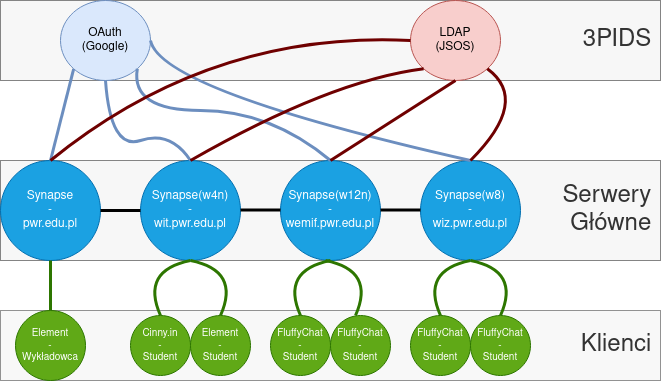 OAuth
(Google)
LDAP
(JSOS)
3PIDS
Synapse
-
pwr.edu.pl
Synapse(w4n)
-
wit.pwr.edu.pl
Synapse(w12n)
-
wemif.pwr.edu.pl
Synapse(w8)
-
wiz.pwr.edu.pl
Serwery
Główne
Element
-
Wykładowca
Cinny.in
-
Student
Element
-
Student
FluffyChat
-
Student
FluffyChat
-
Student
FluffyChat
-
Student
FluffyChat
-
Student
Klienci